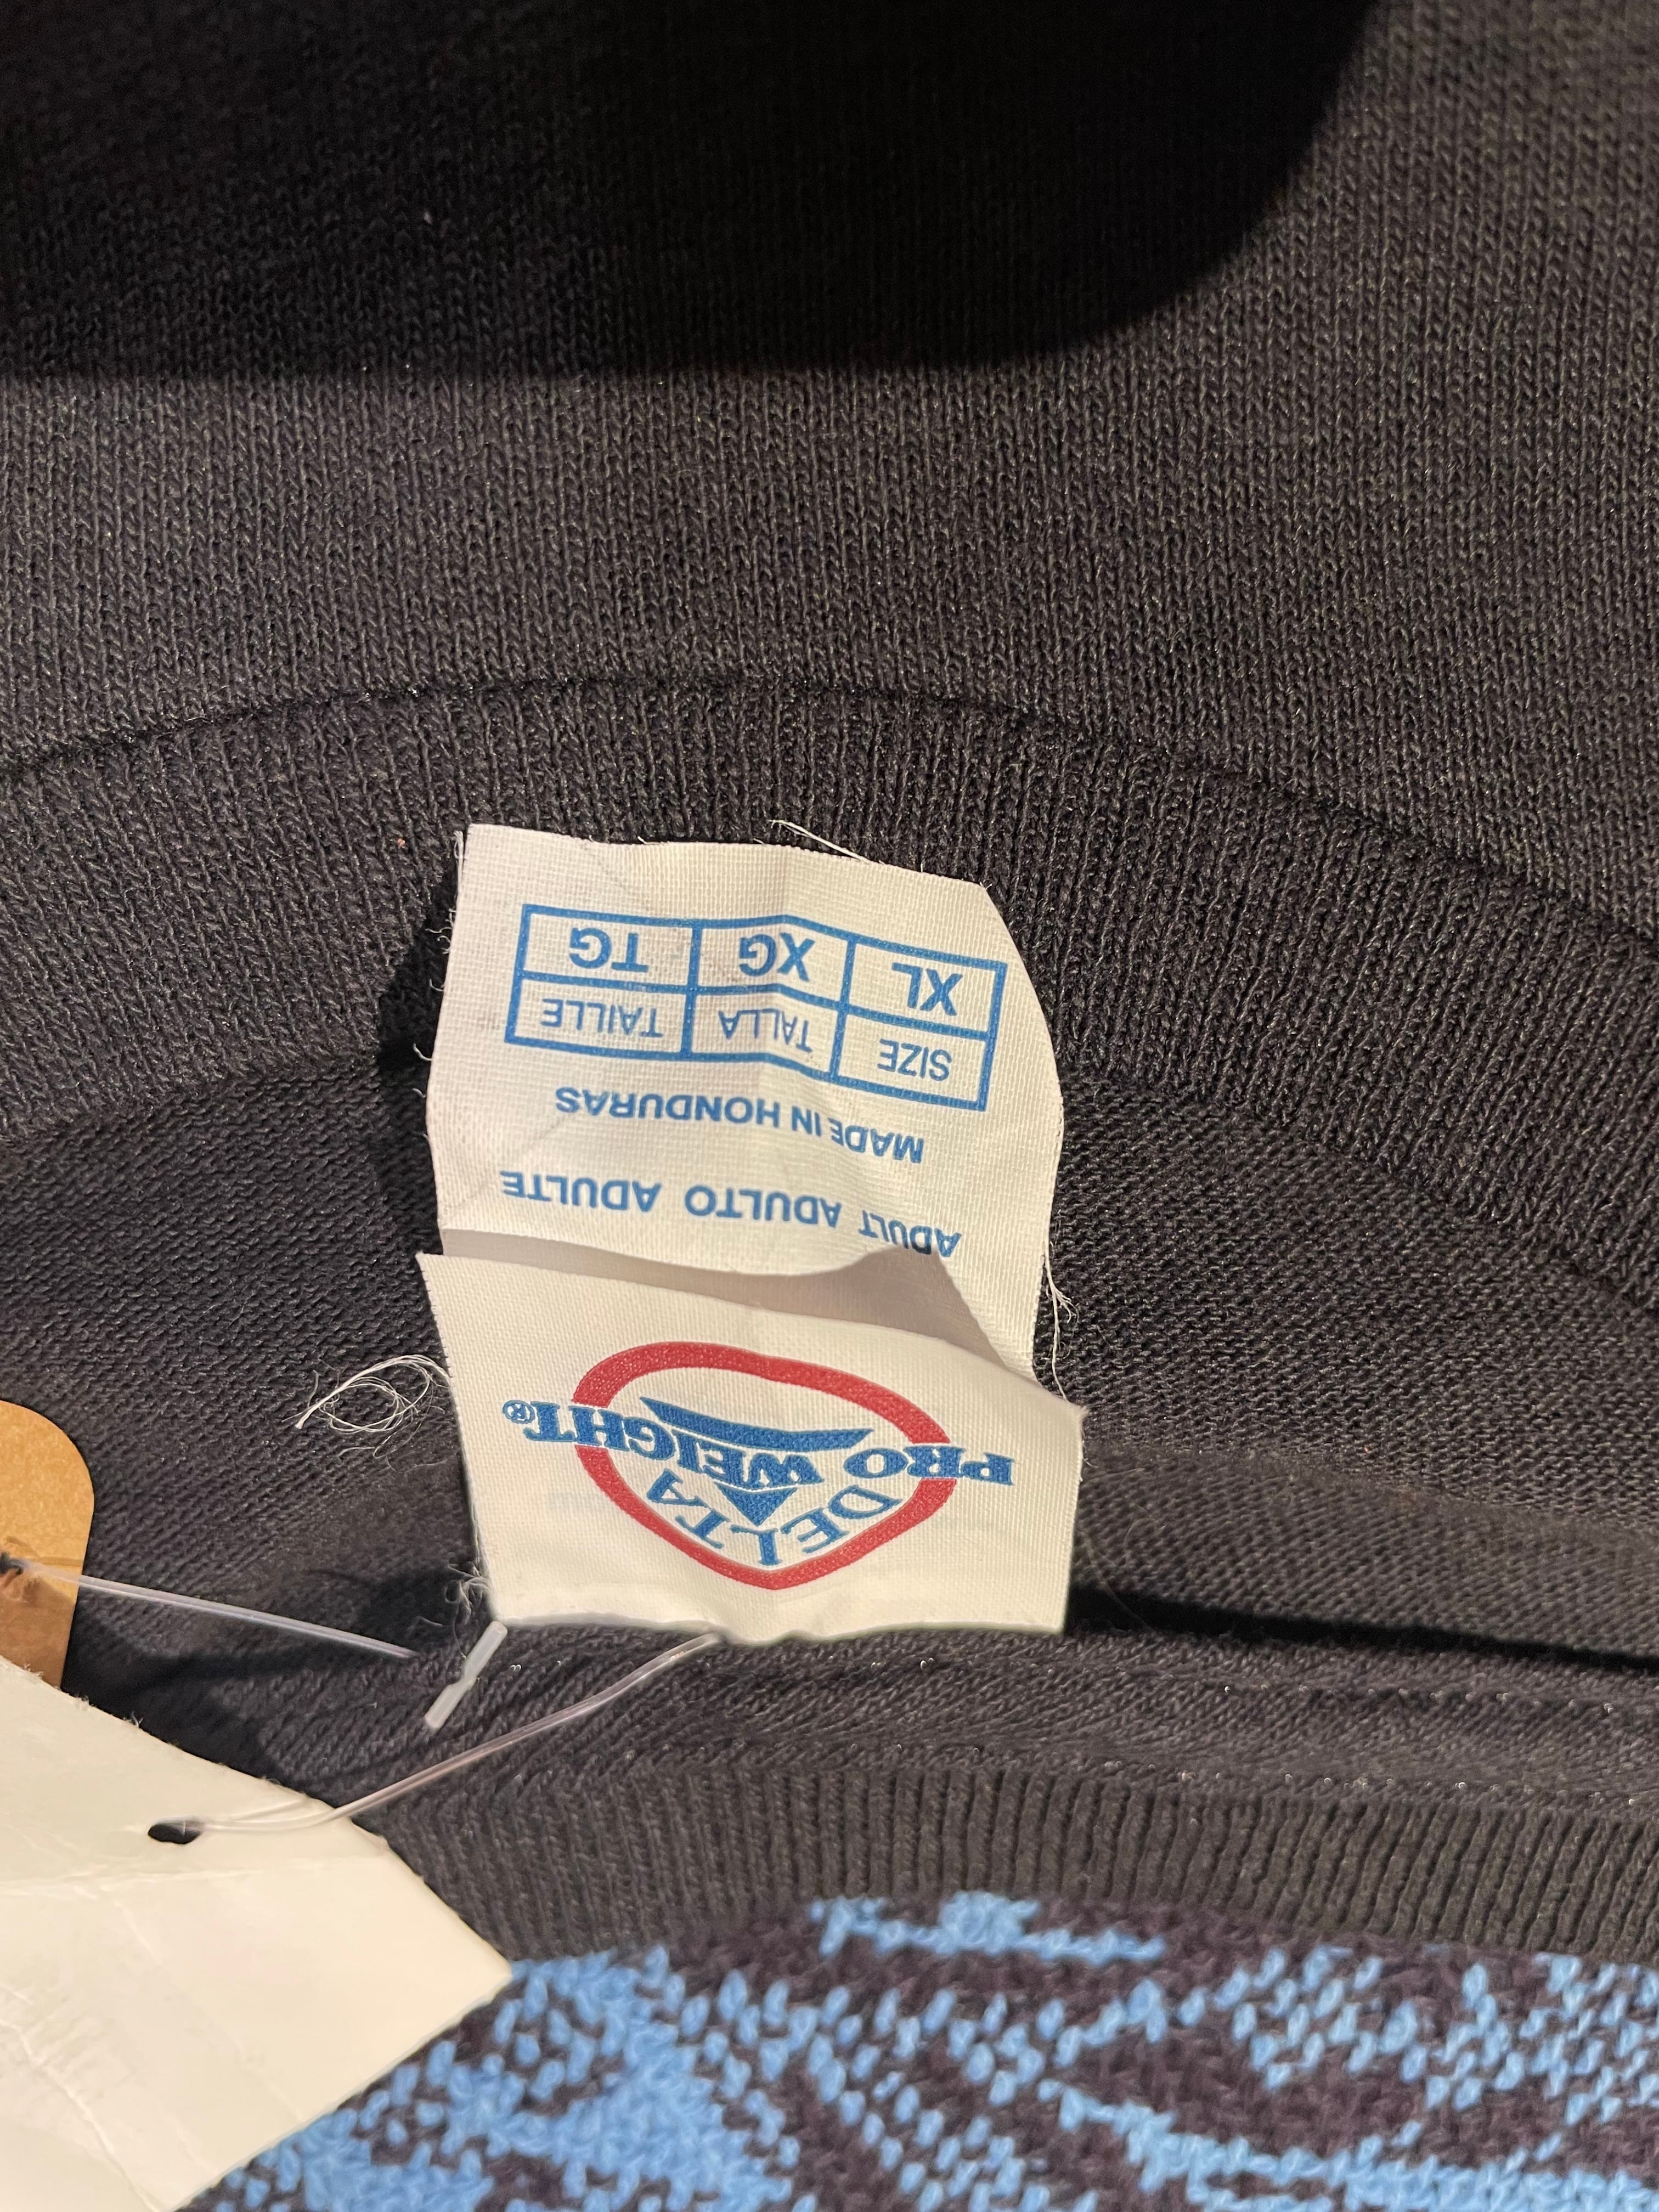 DELTA
PRO WEIGHT®
ADULT ADULTO ADULTE
MADE IN HONDURAS
SIZE TALLA TAILLE
XL XG TG